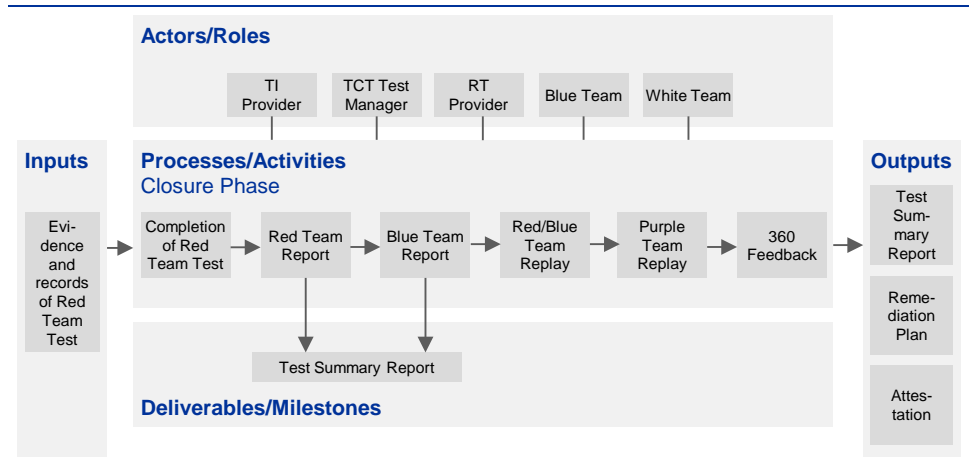 Actors/Roles
TI
Provider
TCT Test
Manager
RT
Provider
Blue Team
White Team
Inputs
Evi-
dence
and
records
of Red
Team
Test
Processes/Activities
Closure Phase
Completion
of Red
Team Test
Red Team
Report
Blue Team
Report
Red/Blue
Team
Replay
Purple
Team
Replay
360
Feedback
Test Summary Report
Deliverables/Milestones
Outputs
Test
Sum-
mary
Report
Reme-
diation
Plan
Attes-
tation